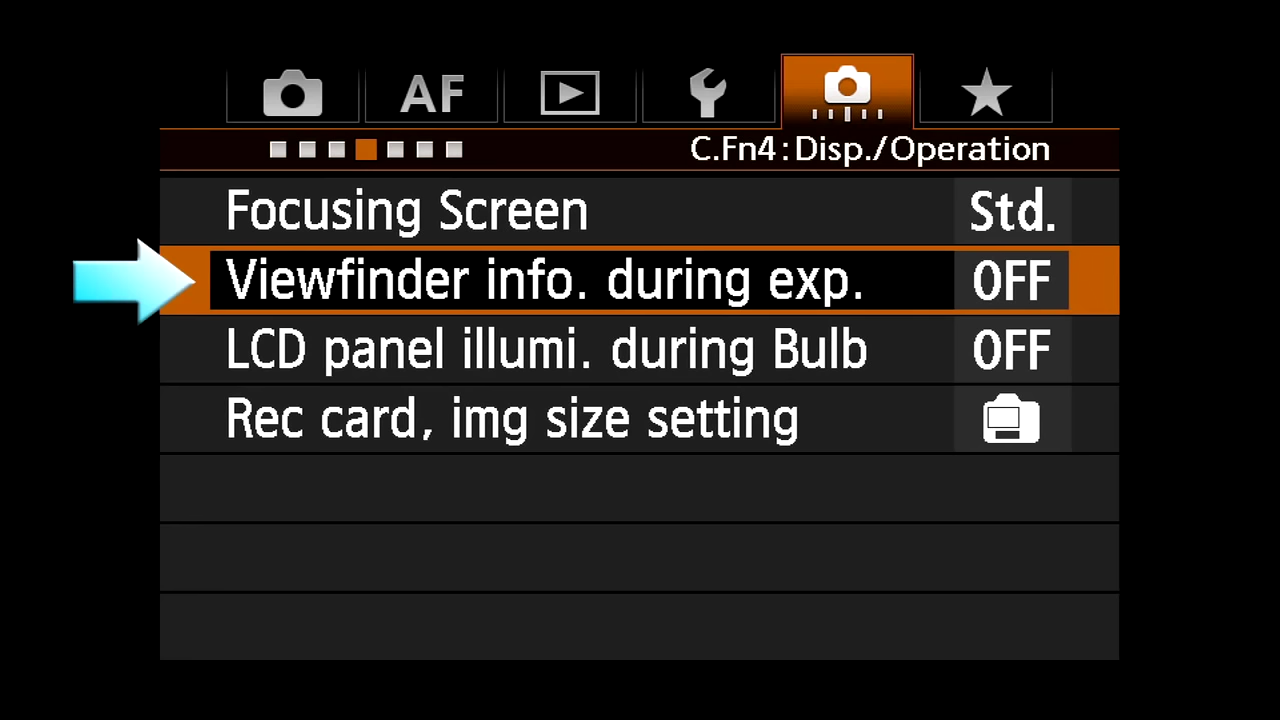 AF
C.Fn4:Disp./Operation
Focusing Screen Std.
Viewfinder info. during exp. OFF
LCD panel illumi. during Bulb OFF
Rec card, img size setting